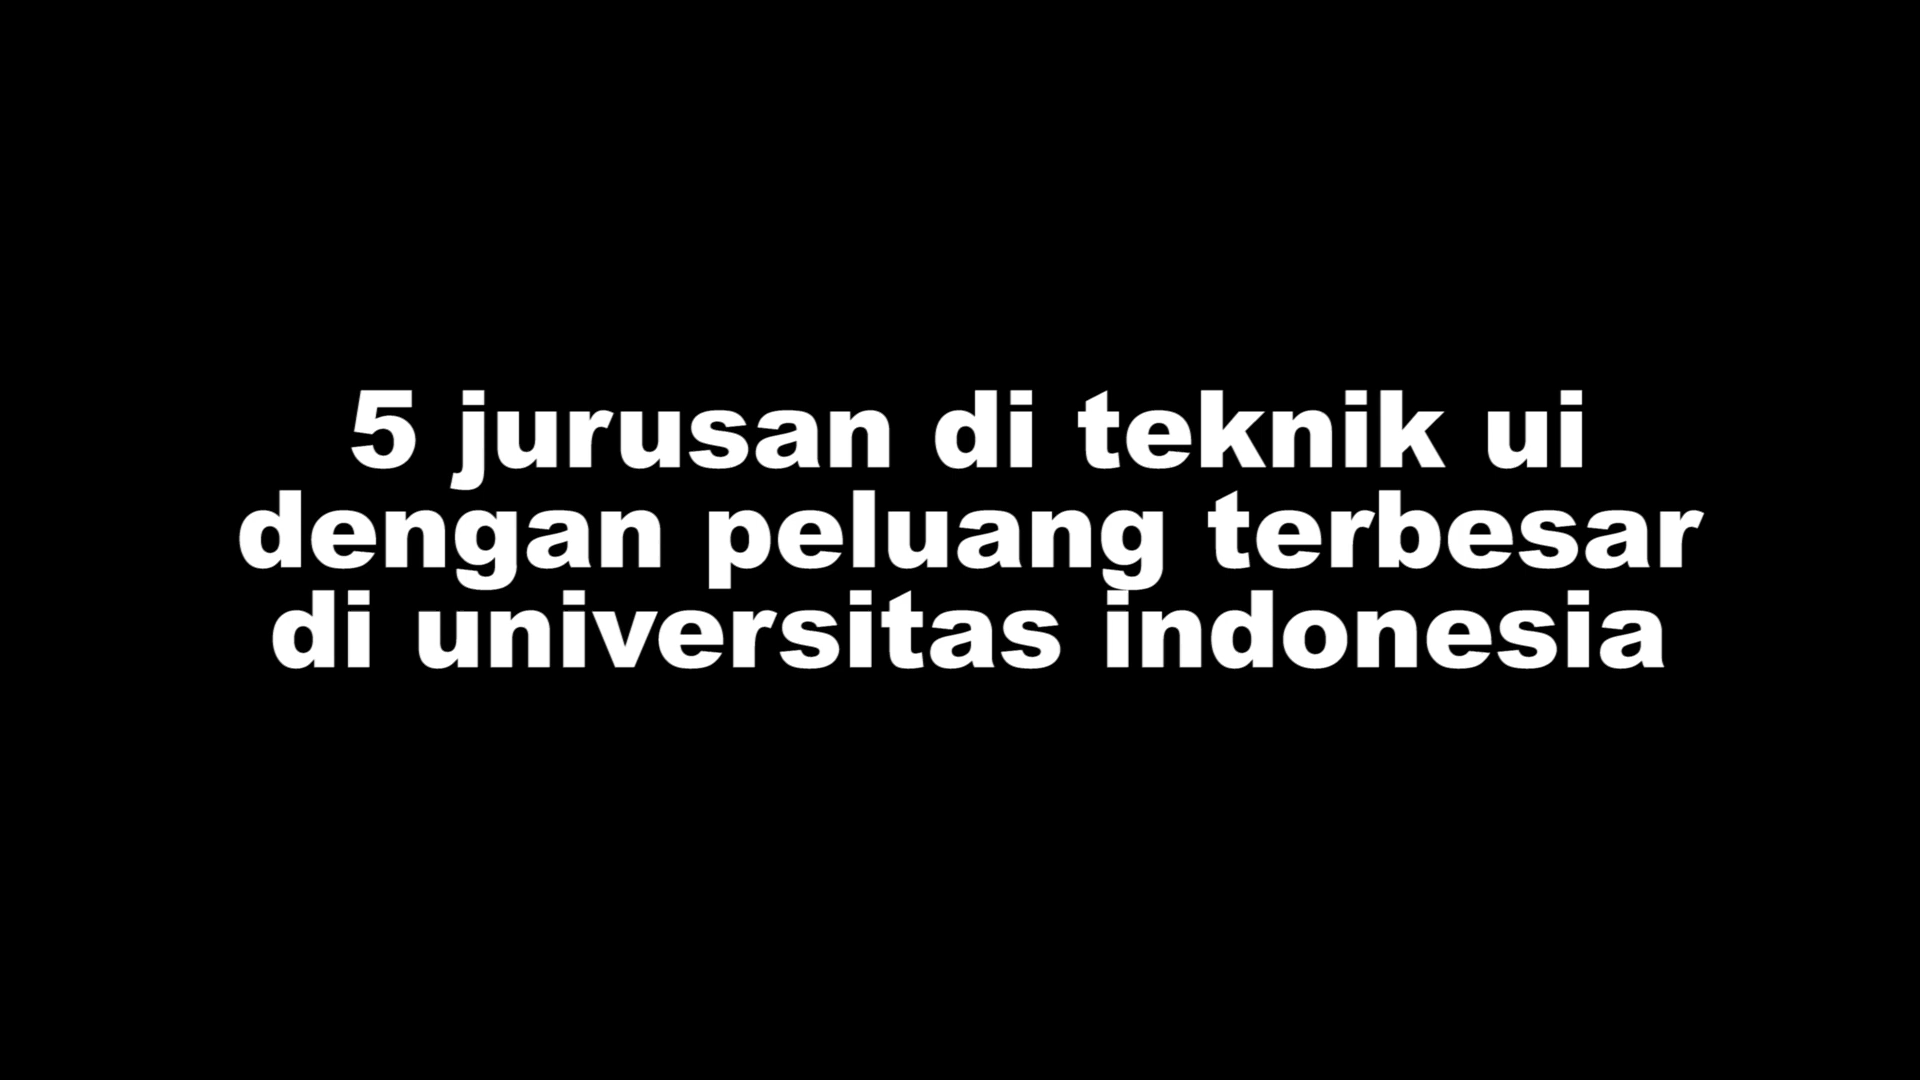 5 jurusan di teknik ui
dengan peluang terbesar
di universitas indonesia